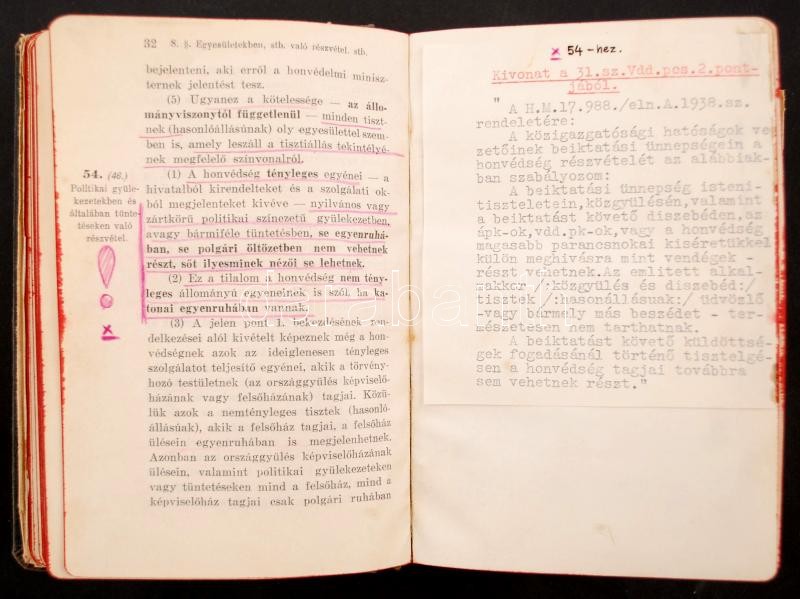 32 8. §. Egyesületekben, stb. való részvétel. stb.
bejelenteni, aki erről a honvédelmi minisz-
ternek jelentést tesz.
(5) Ugyanez a kötelessége — az állo-
mányviszonytól függetlenül — minden tiszt-
nek (hasonlóállásúnak) oly egyesülettel szem-
ben is, amely leszáll a tisztiállás tekintélyé-
nek megfelelő színvonalról.
54. (46.)
Politikai gyüle-
kezetekben és
általában tünte-
téseken való
részvétel.
(1) A honvédség tényleges egyénei — a
hivatalból kirendelteket és a szolgálati ok-
ból megjelenteket kivéve — nyilvános vagy
zártkörű politikai színezetű gyülekezetben,
avagy bármiféle tüntetésben, se egyenruhá-
ban, se polgári öltözetben nem vehetnek
részt, sőt ilyesminek nézői se lehetnek.
(2) Ez a tilalom a honvédség nem tény-
leges állományú egyéneinek is szól, ha ka-
tonai egyenruhában vannak.
(3) A jelen pont 1. bekezdésének ren-
delkezései alól kivételt képeznek még a hon-
védségnek azok az ideiglenesen tényleges
szolgálatot teljesítő egyénei, akik a törvény-
hozó testületnek (az országgyűlés képviselő-
házának vagy felsőházának) tagjai. Közü-
lük azok a nemtényleges tisztek (hasonló-
állásúak), akik a felsőház tagjai, a felsőház
ülésein egyenruhában is megjelenhetnek.
Azonban az országgyűlés képviselőházának
ülésein, valamint politikai gyülekezeteken
vagy tüntetéseken mind a felsőház, mind a
képviselőház tagjai csak polgári ruhában
x 54-hez.
Kivonat a 31.sz.Vdd.pcs.2.pont-
jából.
" A H.M.17.988./eln.A.1938.sz.
rendeletére:
A közigazgatósági hatóságok ve
zetőinek beiktatási ünnepségein a
honvédség részvételét az alábbiak-
ban szabályozom:
A beiktatási ünnepség isteni-
tiszteletein,közgyülésén,valamint
a beiktatást követő diszebéden,az
ápk-ok,vdd.pk-ok,vagy a honvédség
magasabb parancsnokai kiséretükkel
külön meghivásra mint vendégek -
részt vehetnek.Az emlitett alkal-
makkor /:közgyülés és diszebéd:/
tisztek /:hasonállásuak:/ üdvözlő
-vagy bármely más beszédet - ter-
mészetesen nem tarthatnak.
A beiktatást követő küldöttsé-
gek fogadásánál történő tisztelgé-
sen a honvédség tagjai továbbra
sem vehetnek részt."